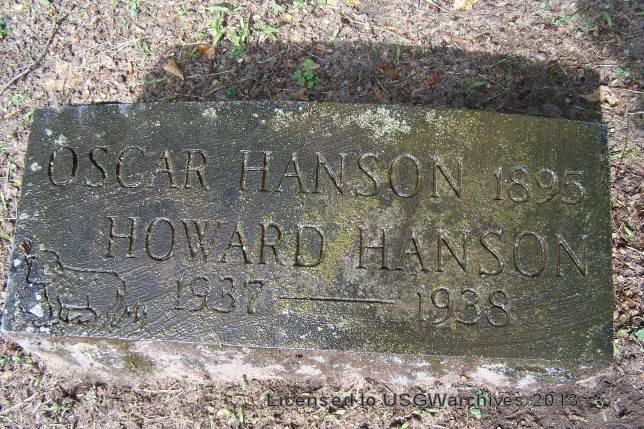 OSCAR HANSON 1895
HOWARD HANSON
1937 — 1938
Licensed to USGWarchives 2013